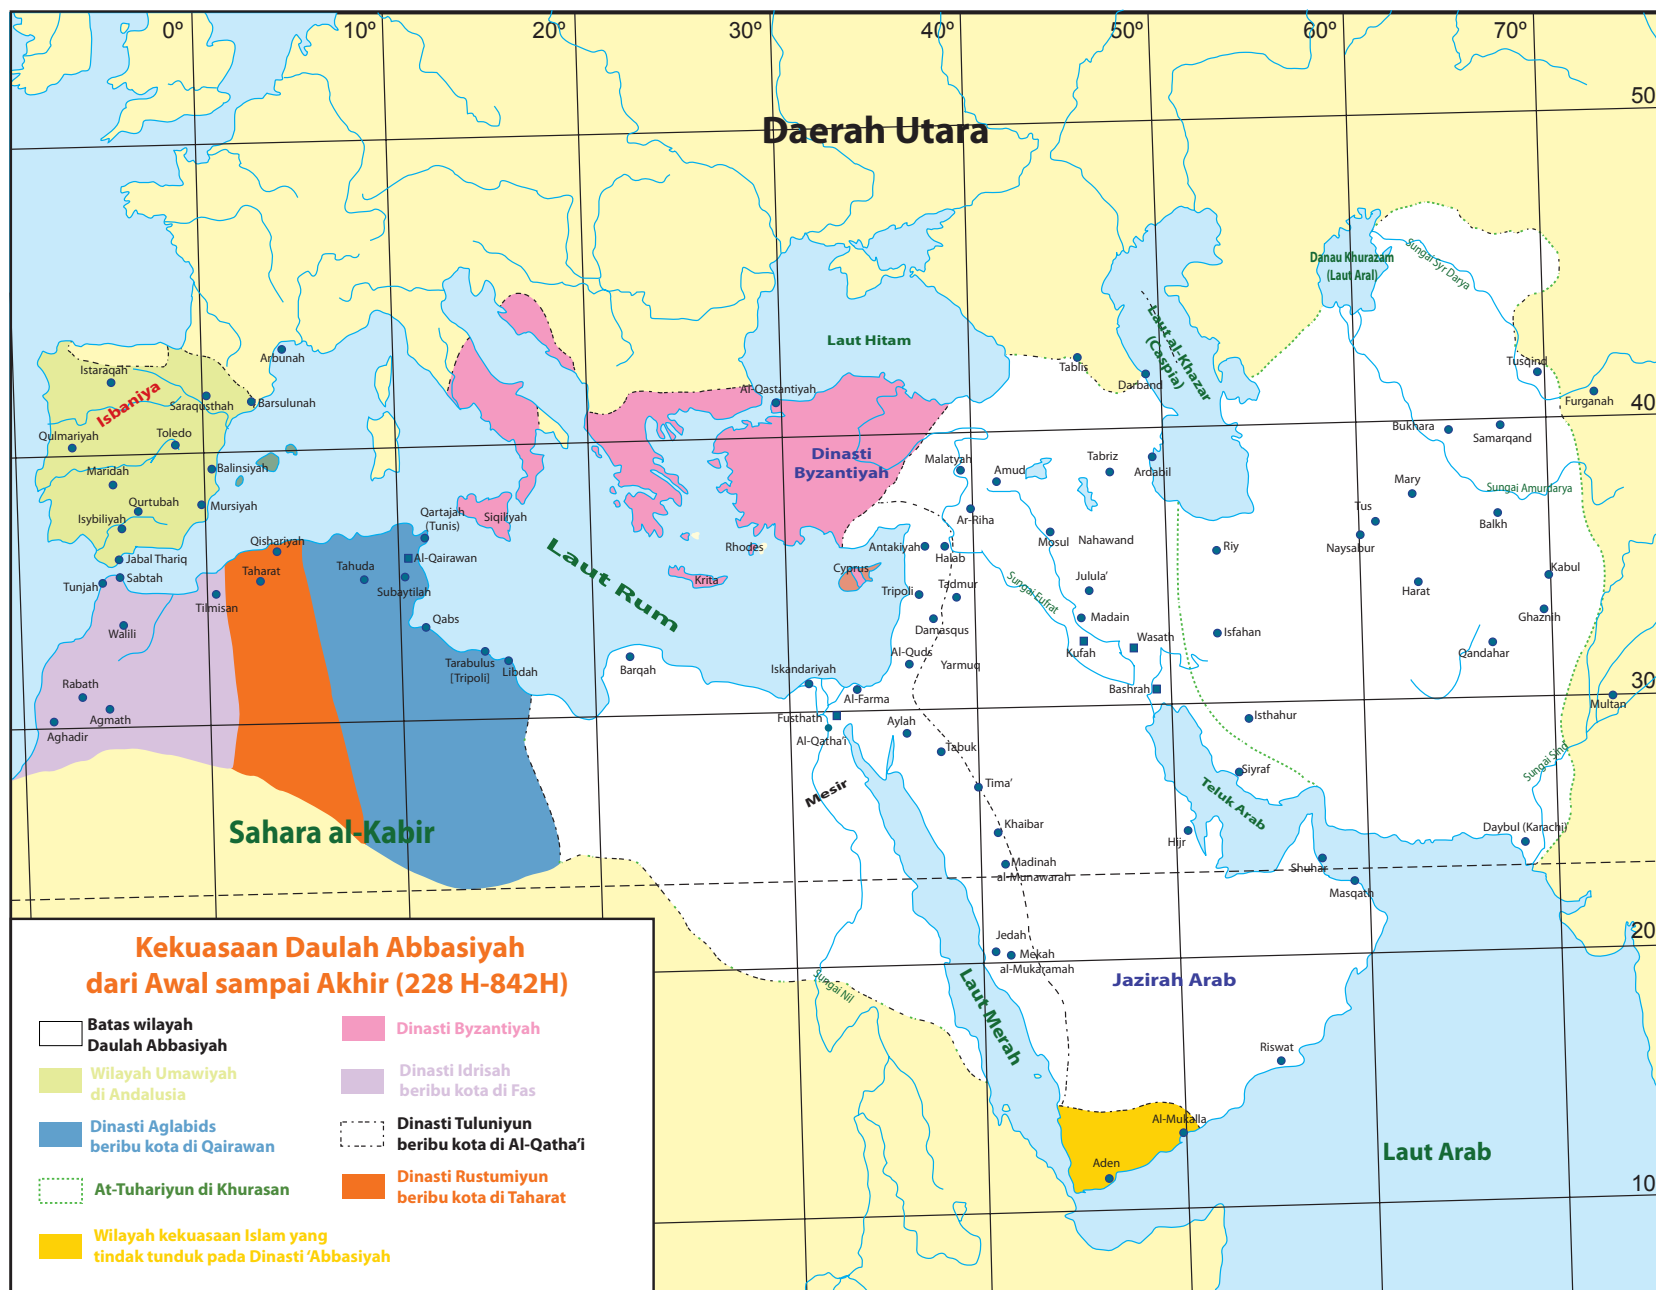 0º
10º
20º
30º
40º
50º
60º
70º
50
Daerah Utara
Danau Khurazam
(Laut Aral)
Sungai Syr Darya
Laut Hitam
Laut al-Khazar
(Caspia)
Tablis
Darband
Tusqind
Furganah
40
Arbunah
Istaraqah
Isbaniya
Saraqusthah
Barsulunah
Al-Qastantiyah
Qulmariyah
Toledo
Maridah
Balinsiyah
Qurtubah
Mursiyah
Isybiliyah
Jabal Thariq
Sabtah
Tunjah
Dinasti
Byzantiyah
Malatyah
Amud
Tabriz
Ardabil
Bukhara
Samarqand
Mary
Sungai Amurdarya
Balkh
Tus
Naysabur
Ar-Riha
Mosul
Nahawand
Riy
Kabul
Harat
Ghaznih
Qandahar
Qartajah
(Tunis)
Siqiliyah
Qishariyah
Taharat
Tahuda
Al-Qairawan
Subaytilah
Tilmisan
Walili
Qabs
Laut Rum
Rhodes
Krita
Cyprus
Antakiyah
Halab
Tripoli
Tadmur
Damasqus
Sungai Eufrat
Julula’
Madain
Kufah
Wasath
Isfahan
Bashrah
Al-Quds
Yarmuq
Rabath
Agmath
Aghadir
Tarabulus
[Tripoli]
Libdah
Barqah
Iskandariyah
Al-Farma
Fusthath
Al-Qatha’i
Aylah
Tabuk
Isthahur
30
Multan
Sungai Sind
Siyraf
Teluk Arab
Mesir
Tima’
Khaibar
Hijr
Daybul (Karachi)
Sahara al-Kabir
Madinah
al-Munawarah
Shuhar
Masqath
20
Jedah
Mekah
al-Mukaramah
Jazirah Arab
Sungai Nil
Laut Merah
Riswat
Al-Mukalla
Aden
Laut Arab
10
Kekuasaan Daulah Abbasiyah
dari Awal sampai Akhir (228 H-842H)
Batas wilayah
Daulah Abbasiyah
Wilayah Umawiyah
di Andalusia
Dinasti Aglabids
beribu kota di Qairawan
At-Tuhariyun di Khurasan
Wilayah kekuasaan Islam yang
tindak tunduk pada Dinasti ‘Abbasiyah
Dinasti Byzantiyah
Dinasti Idrisah
beribu kota di Fas
Dinasti Tuluniyun
beribu kota di Al-Qatha’i
Dinasti Rustumiyun
beribu kota di Taharat